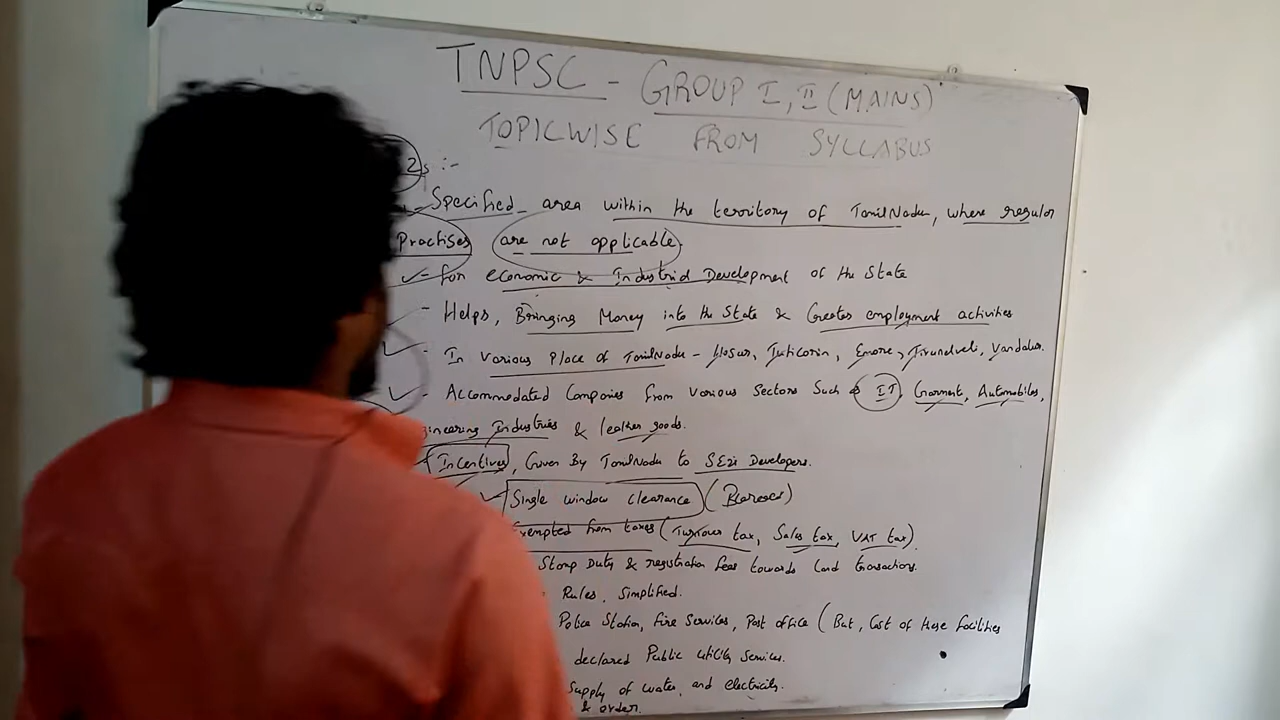 TNPSC - GROUP I, II (MAINS)
TOPICWISE FROM SYLLABUS
2s :-
- Specified area within the territory of TamilNadu, where regular
Practises are not applicable.
- for economic & Industrial Development of the State
- Helps, Bringing Money into the State & Creates employment activities
- In Various Place of TamilNadu - Hosur, Tuticorin, Ennore, Tirunelveli, Vandalur.
- Accommodated Companies from Various Sectors Such as IT, Garment, Automobiles,
gineering Industries & leather goods.
Incentives, Given By TamilNadu to SEZs Developers.
Single window clearance
Exempted from taxes ( tax, Sales tax, VAT tax)
Stamp Duty & registration fees towards land transactions.
Rules, Simplified.
Police Station, Fire Services, Post office (But, Cost of these facilities
declared Public utility Services.
Supply of water, and electricity.
& order.